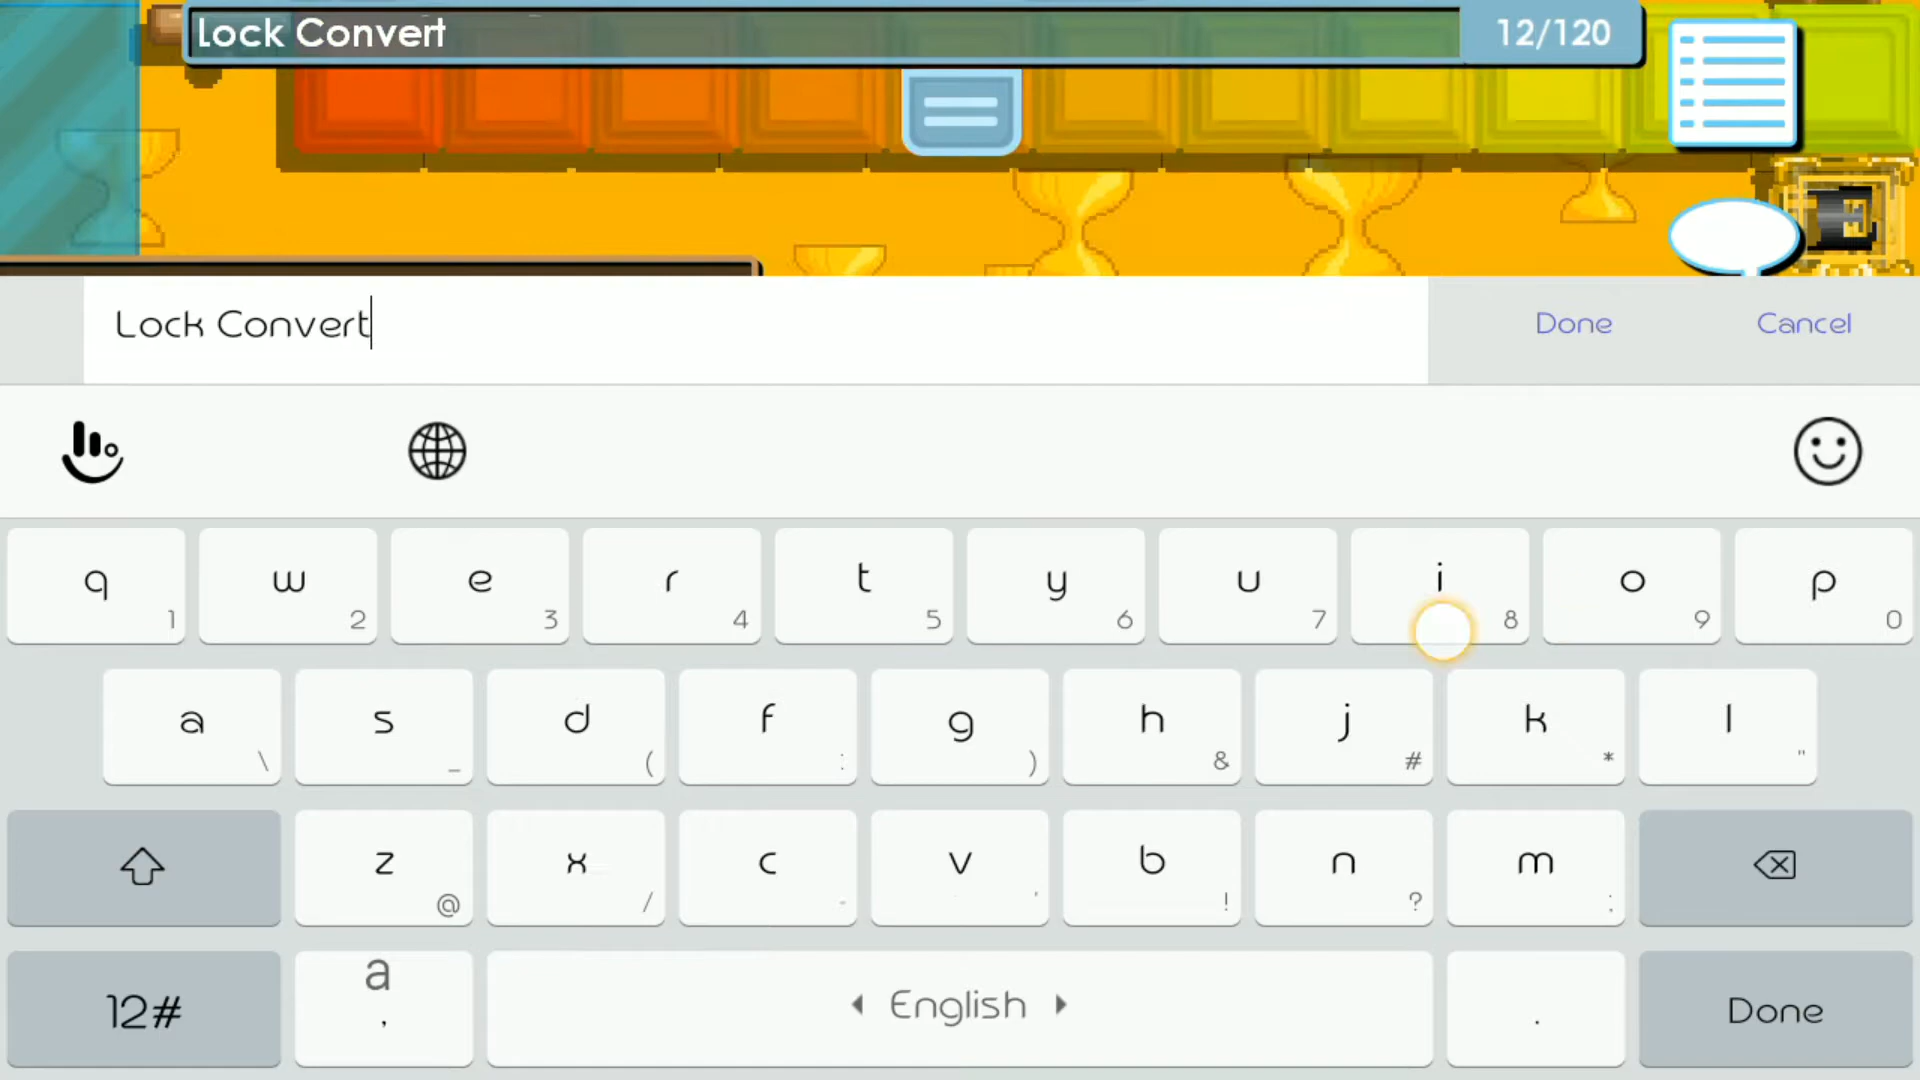 Lock Convert 12/120
Lock Convert Done Cancel
q 1 w 2 e 3 r 4 t 5 y 6 u 7 i 8 o 9 p 0
a \ s _ d ( f : g ) h & j # k * l "
z @ x / c - v ' b ! n ? m ;
12# a , English . Done